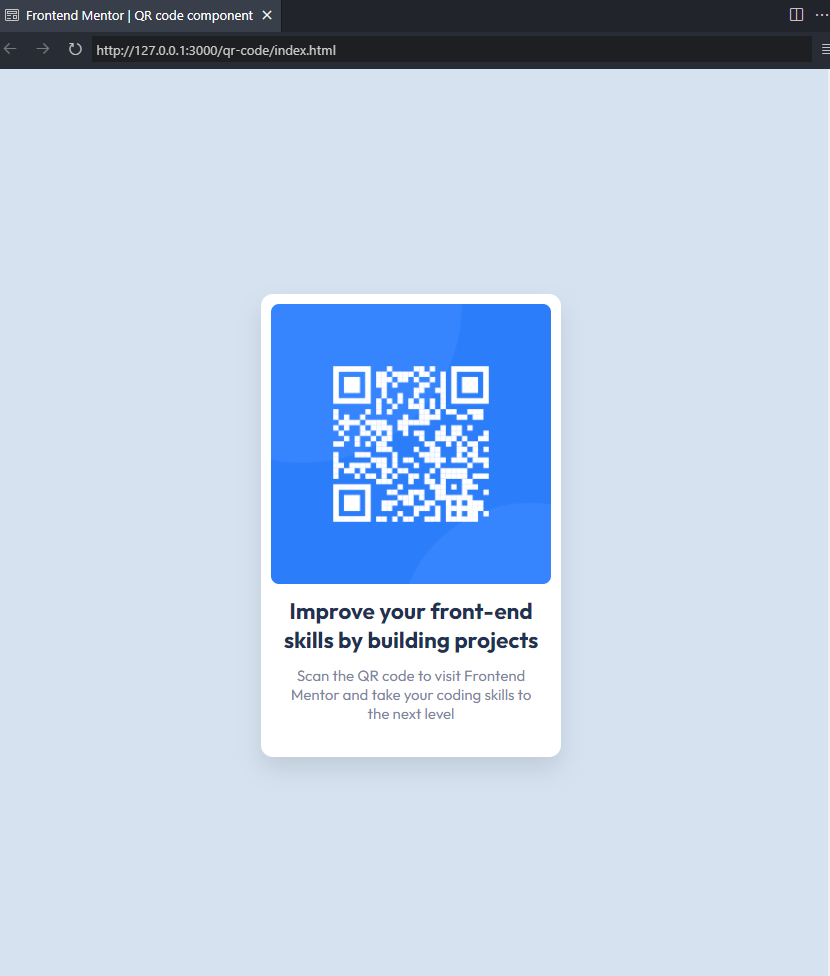 Frontend Mentor | QR code component
http://127.0.0.1:3000/qr-code/index.html
Improve your front-end
skills by building projects
Scan the QR code to visit Frontend
Mentor and take your coding skills to
the next level